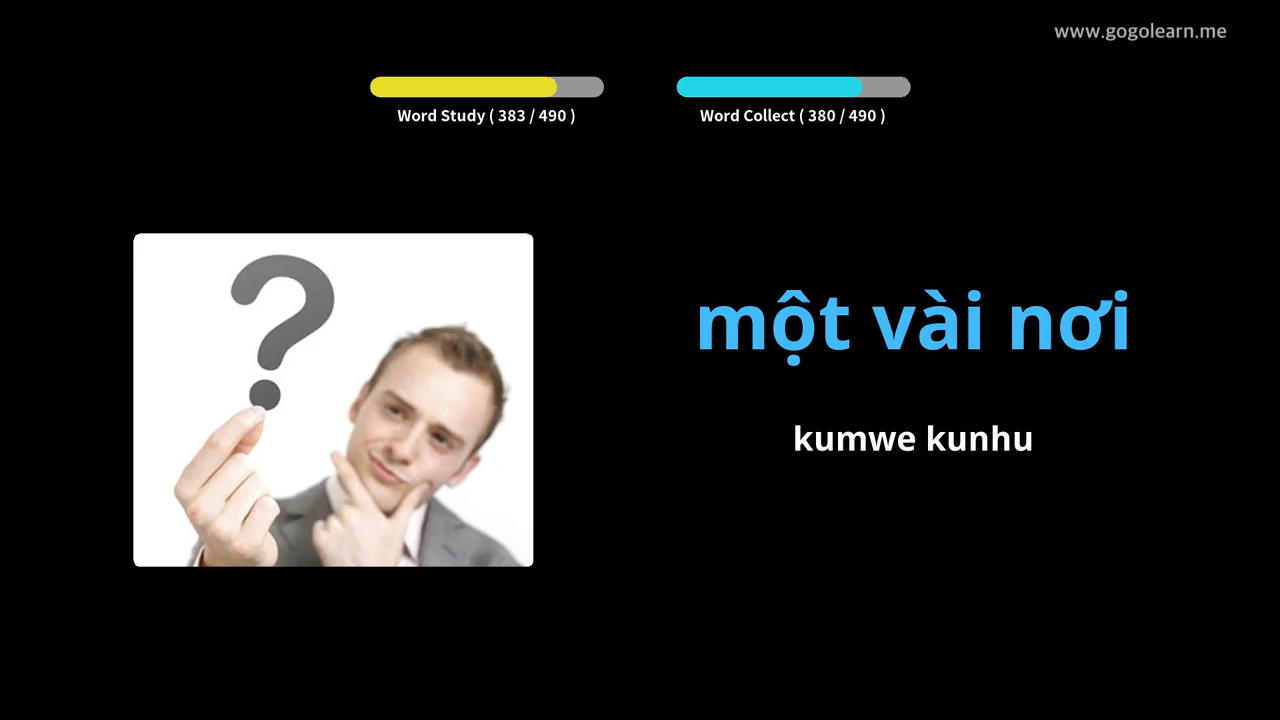 www.gogolearn.me
Word Study ( 383 / 490 )
Word Collect ( 380 / 490 )
một vài nơi
kumwe kunhu